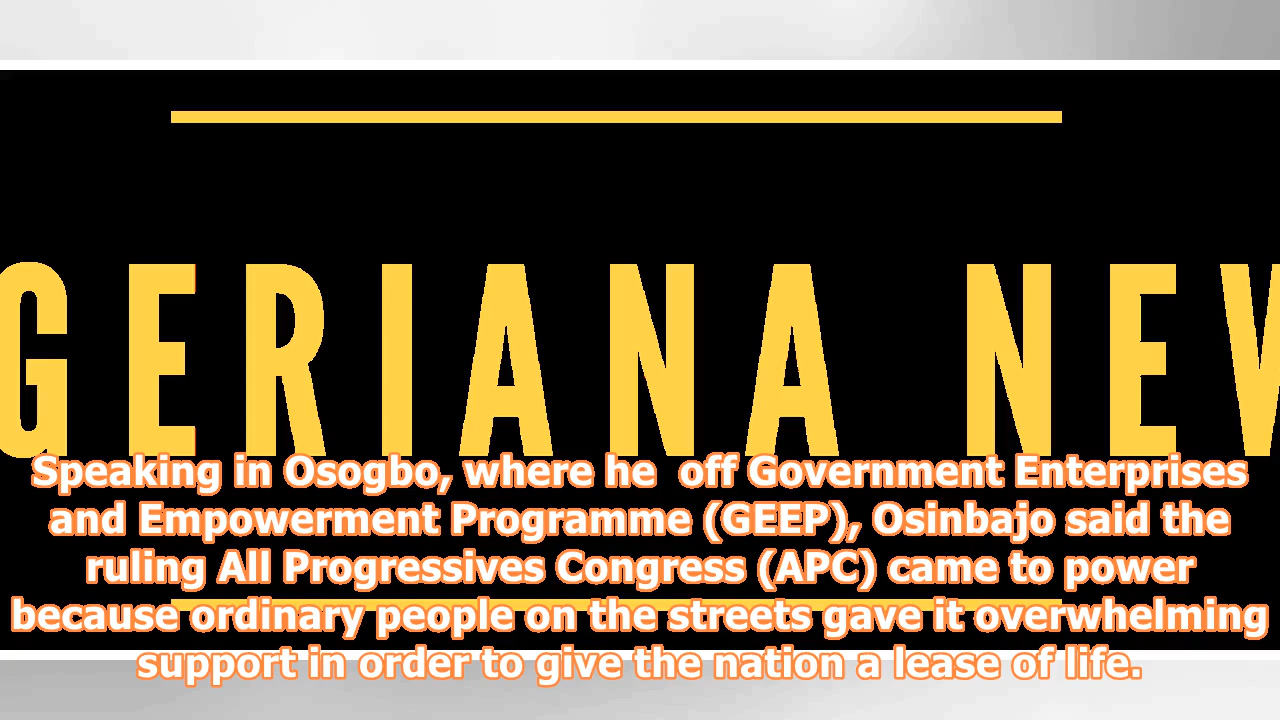 GERIANA NEW
Speaking in Osogbo, where he  off Government Enterprises
and Empowerment Programme (GEEP), Osinbajo said the
ruling All Progressives Congress (APC) came to power
because ordinary people on the streets gave it overwhelming
support in order to give the nation a lease of life.